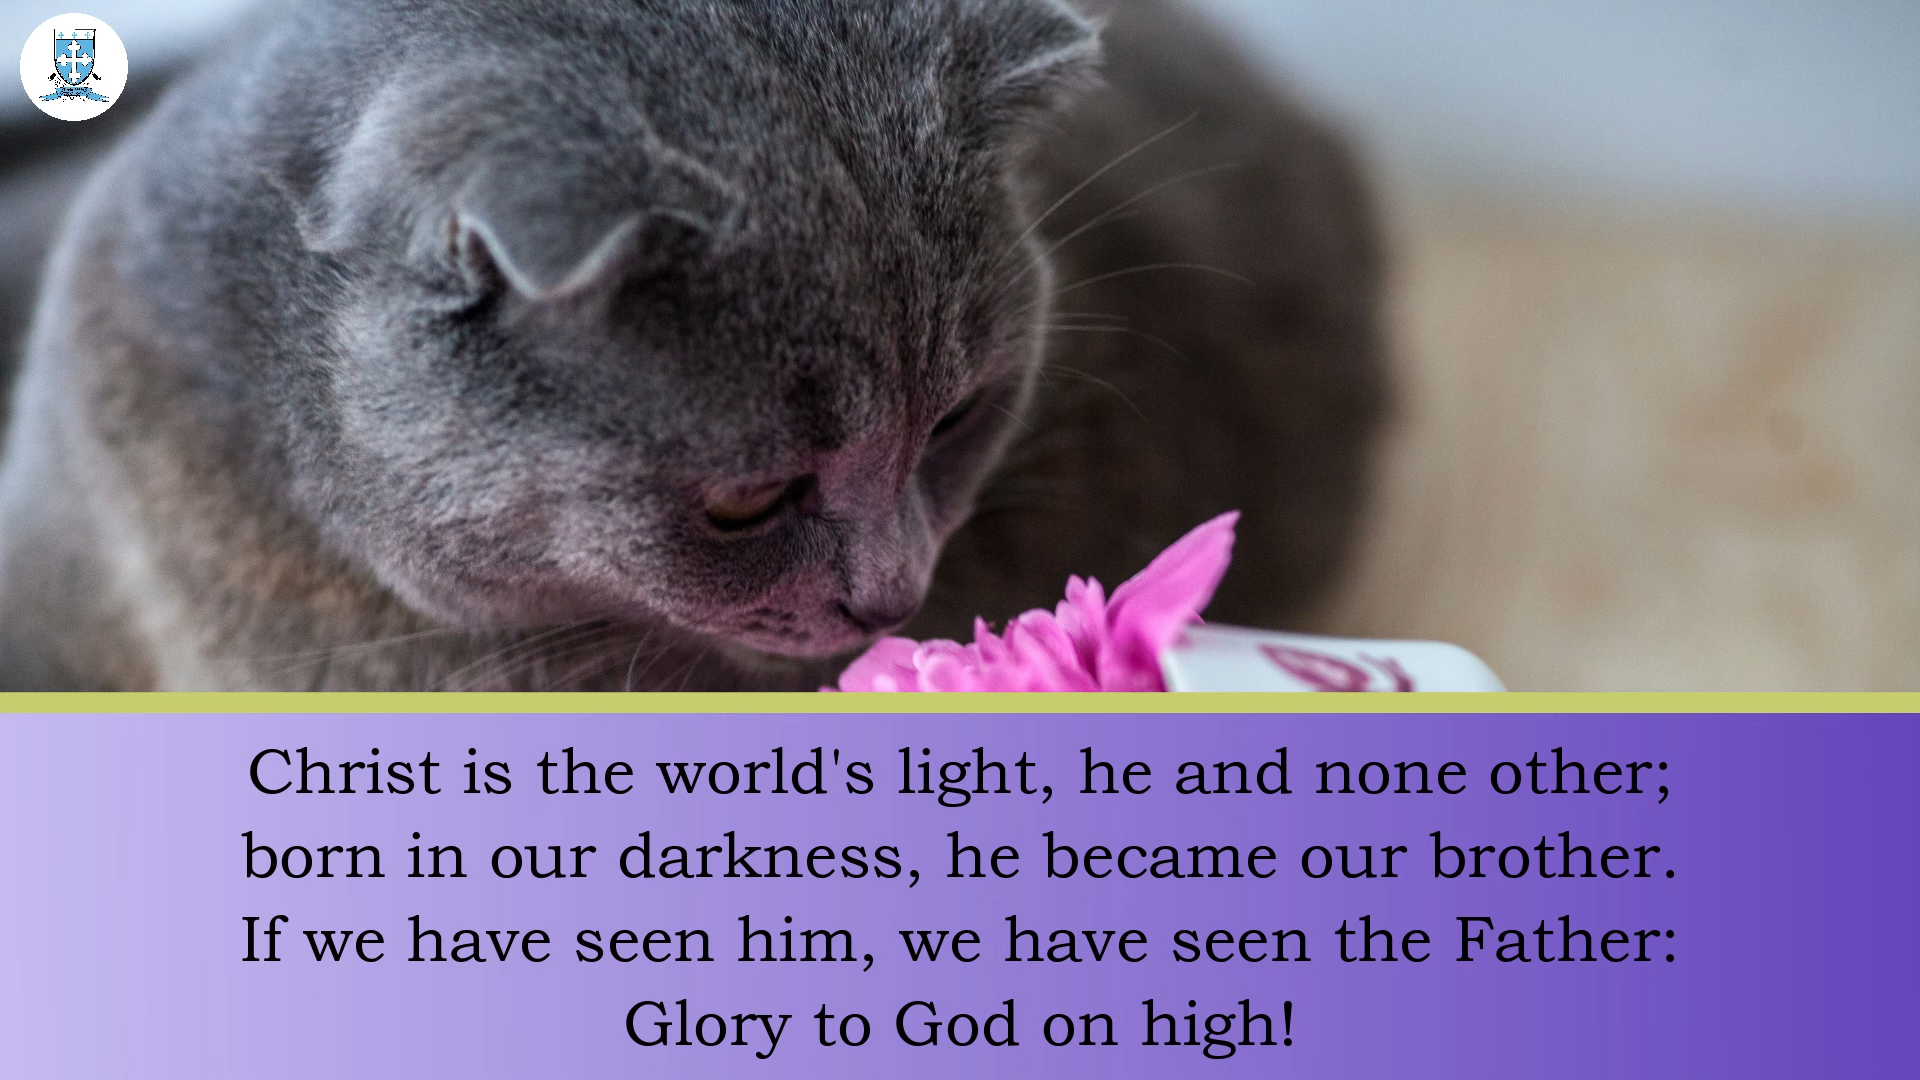 Christ is the world's light, he and none other;
born in our darkness, he became our brother.
If we have seen him, we have seen the Father:
Glory to God on high!